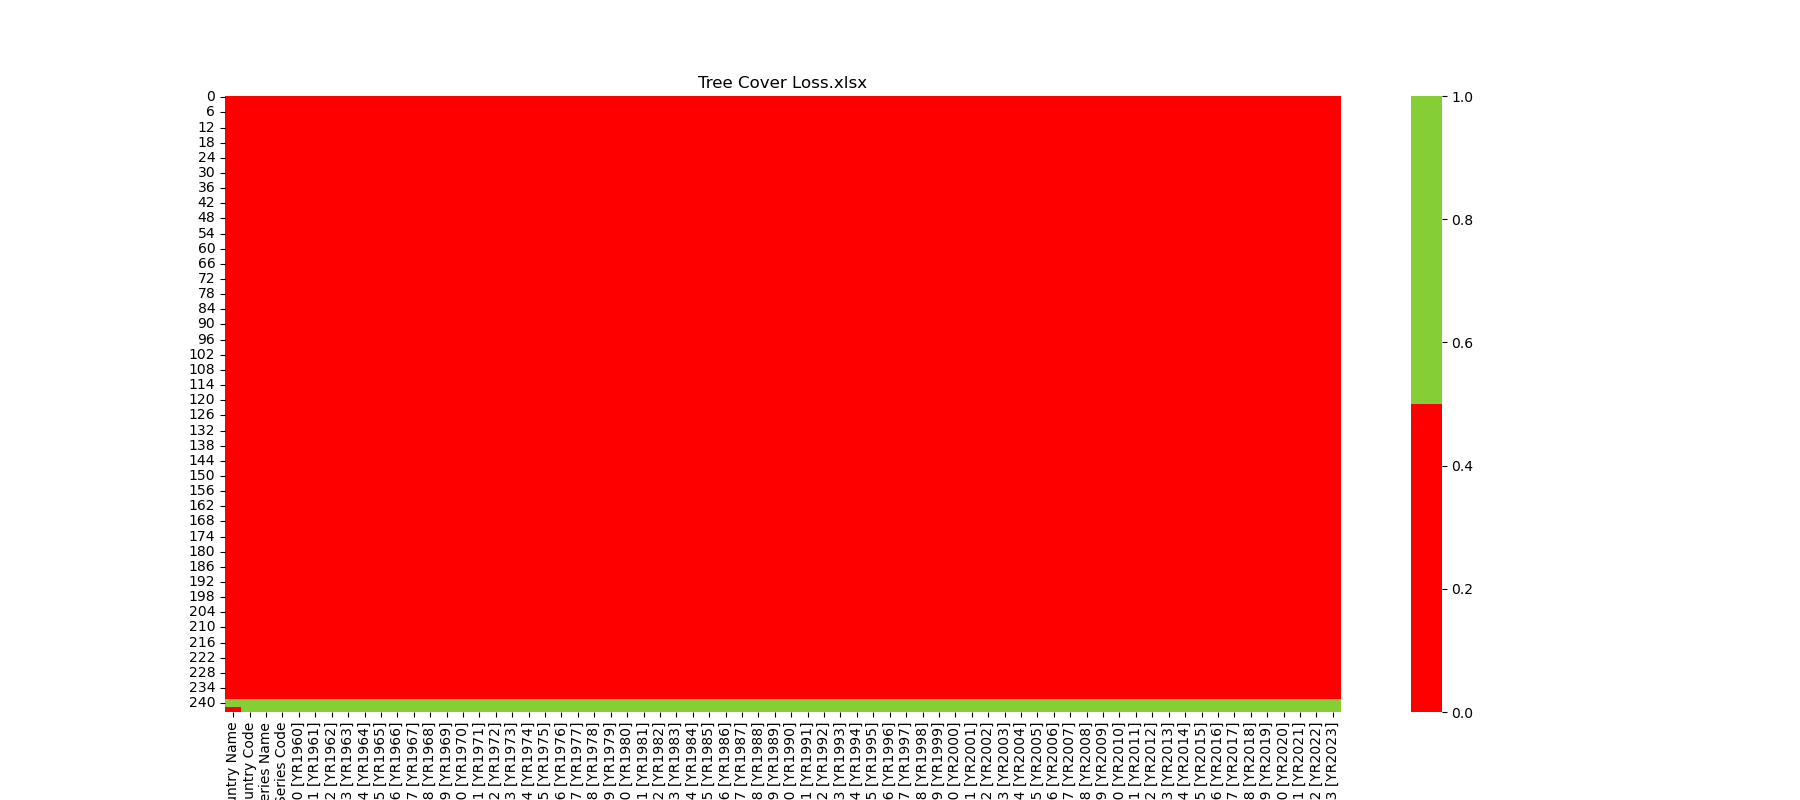 Tree Cover Loss.xlsx
0
6
12
18
24
30
36
42
48
54
60
66
72
78
84
90
96
102
108
114
120
126
132
138
144
150
156
162
168
174
180
186
192
198
204
210
216
222
228
234
240
untry Name
untry Code
eries Name
Series Code
0 [YR1960]
1 [YR1961]
2 [YR1962]
3 [YR1963]
4 [YR1964]
5 [YR1965]
6 [YR1966]
7 [YR1967]
8 [YR1968]
9 [YR1969]
0 [YR1970]
1 [YR1971]
2 [YR1972]
3 [YR1973]
4 [YR1974]
5 [YR1975]
6 [YR1976]
7 [YR1977]
8 [YR1978]
9 [YR1979]
0 [YR1980]
1 [YR1981]
2 [YR1982]
3 [YR1983]
4 [YR1984]
5 [YR1985]
6 [YR1986]
7 [YR1987]
8 [YR1988]
9 [YR1989]
0 [YR1990]
1 [YR1991]
2 [YR1992]
3 [YR1993]
4 [YR1994]
5 [YR1995]
6 [YR1996]
7 [YR1997]
8 [YR1998]
9 [YR1999]
0 [YR2000]
1 [YR2001]
2 [YR2002]
3 [YR2003]
4 [YR2004]
5 [YR2005]
6 [YR2006]
7 [YR2007]
8 [YR2008]
9 [YR2009]
0 [YR2010]
1 [YR2011]
2 [YR2012]
3 [YR2013]
4 [YR2014]
5 [YR2015]
6 [YR2016]
7 [YR2017]
8 [YR2018]
9 [YR2019]
0 [YR2020]
1 [YR2021]
2 [YR2022]
3 [YR2023]
1.0
0.8
0.6
0.4
0.2
0.0